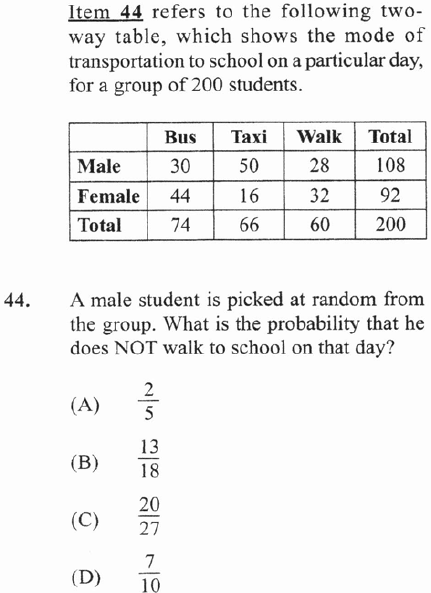 Item 44 refers to the following two-
way table, which shows the mode of
transportation to school on a particular day,
for a group of 200 students.
Bus Taxi Walk Total
Male 30 50 28 108
Female 44 16 32 92
Total 74 66 60 200
44. A male student is picked at random from
the group. What is the probability that he
does NOT walk to school on that day?
(A) 2/5
(B) 13/18
(C) 20/27
(D) 7/10